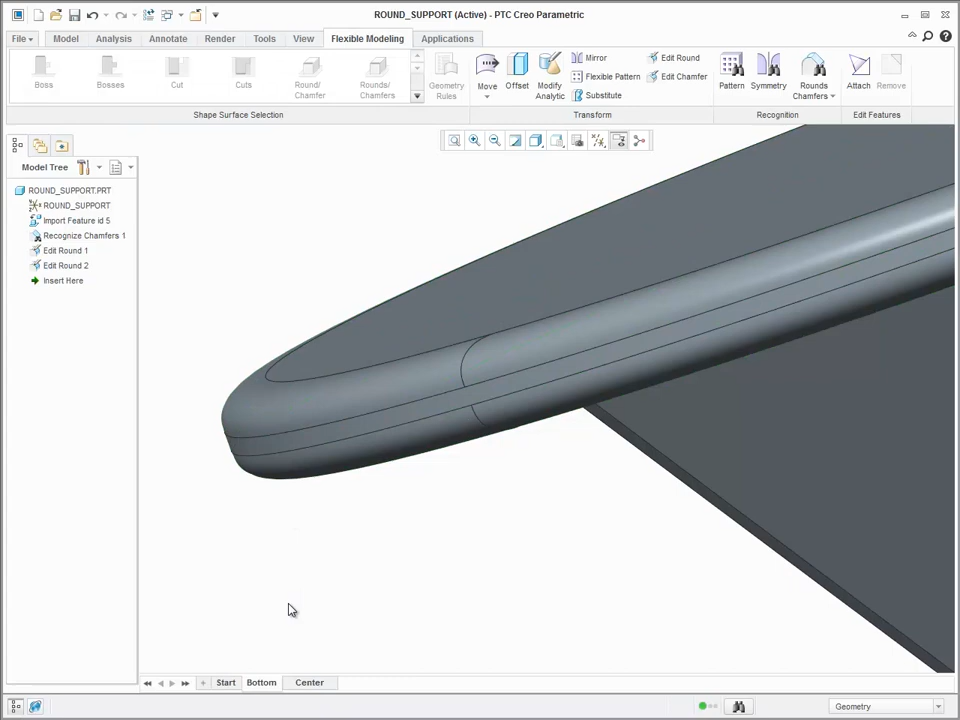 ROUND_SUPPORT (Active) - PTC Creo Parametric
File Model Analysis Annotate Render Tools View Flexible Modeling Applications
Boss Bosses Cut Cuts Round/ Chamfer Rounds/ Chamfers Geometry Rules Move Offset Modify Analytic Mirror Edit Round Pattern Symmetry Rounds Chamfers Attach Remove
Flexible Pattern Edit Chamfer
Substitute
Shape Surface Selection Transform Recognition Edit Features
Model Tree
ROUND_SUPPORT.PRT
ROUND_SUPPORT
Import Feature id 5
Recognize Chamfers 1
Edit Round 1
Edit Round 2
Insert Here
Start Bottom Center
Geometry